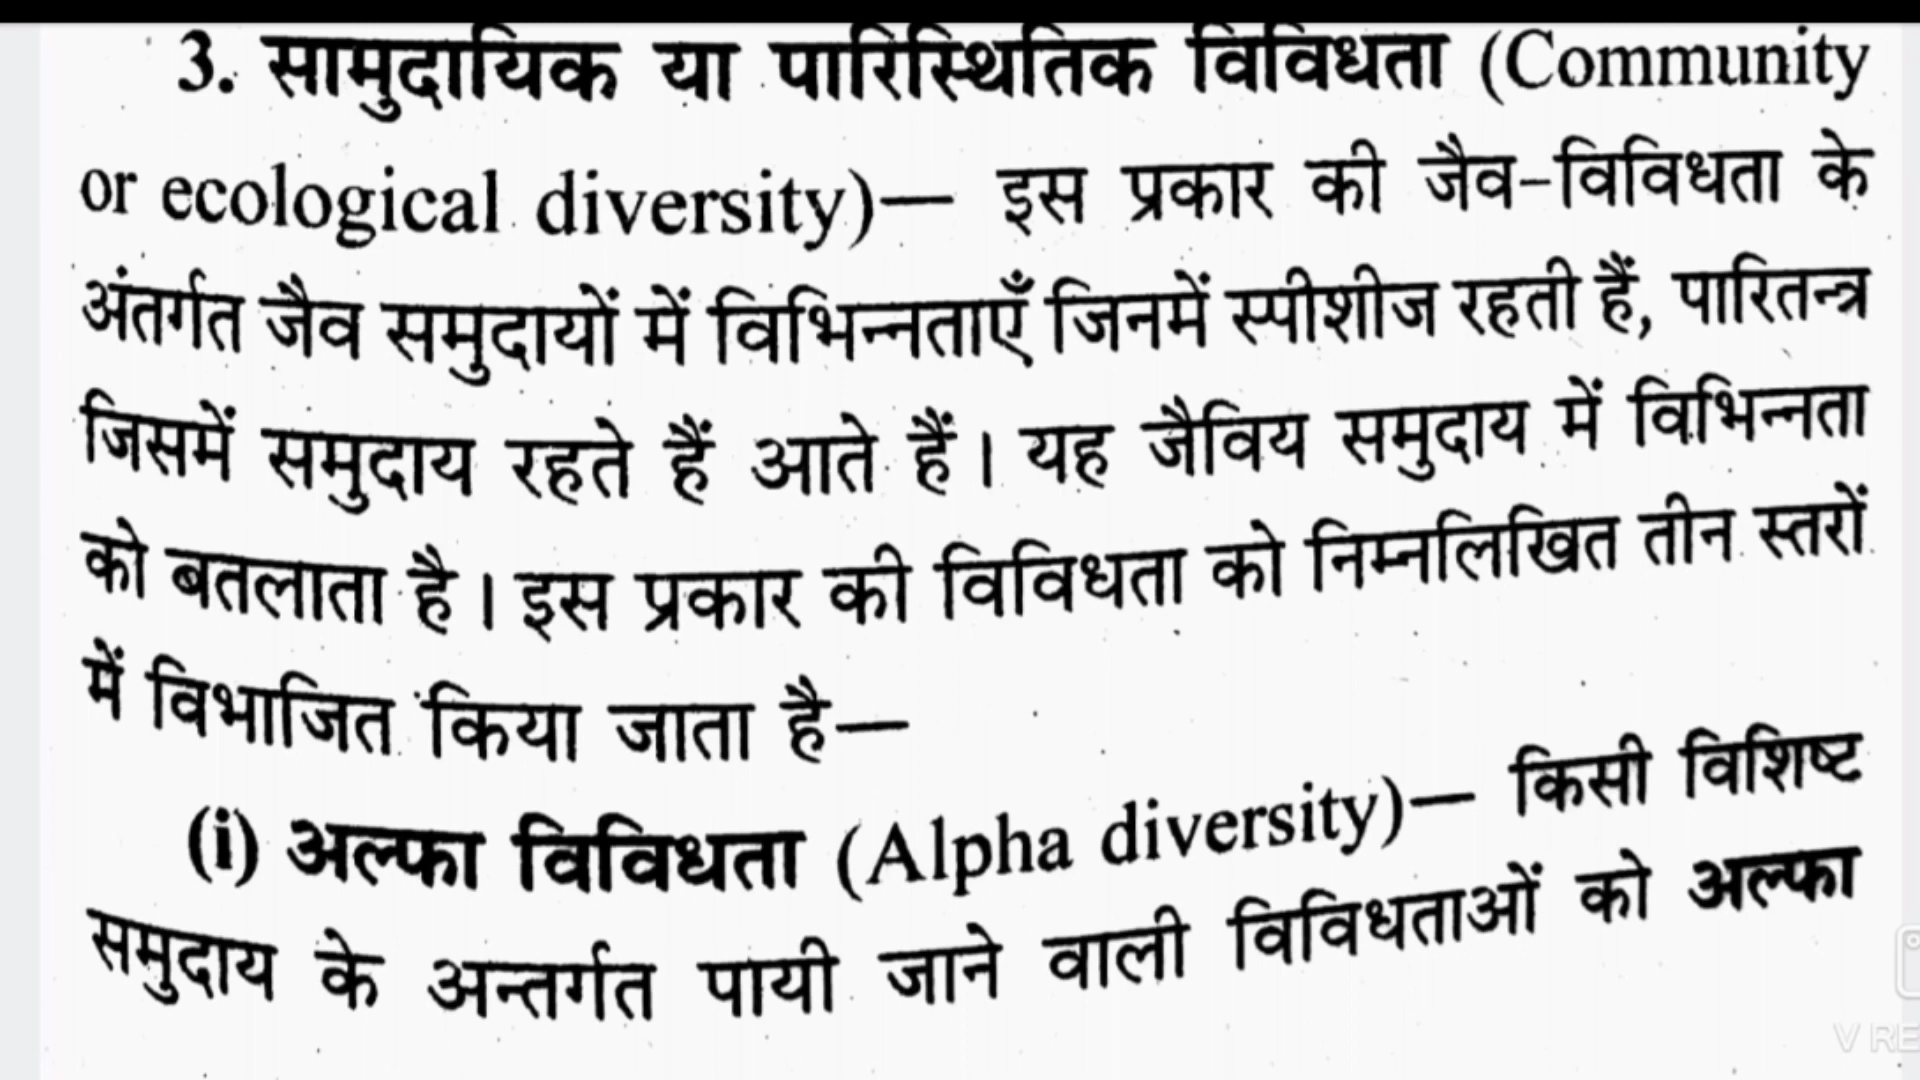 3. सामुदायिक या पारिस्थितिक विविधता (Community
or ecological diversity)— इस प्रकार की जैव-विविधता के
अंतर्गत जैव समुदायों में विभिन्नताएँ जिनमें स्पीशीज रहती हैं, पारितन्त्र
जिसमें समुदाय रहते हैं आते हैं। यह जैविय समुदाय में विभिन्नता
को बतलाता है। इस प्रकार की विविधता को निम्नलिखित तीन स्तरों
में विभाजित किया जाता है—
(i) अल्फा विविधता (Alpha diversity)— किसी विशिष्ट
समुदाय के अन्तर्गत पायी जाने वाली विविधताओं को अल्फा